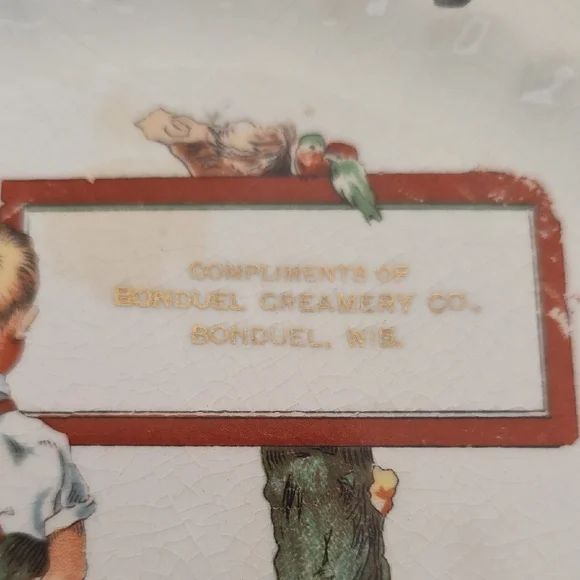 COMPLIMENTS OF
BONDUEL CREAMERY CO.,
BONDUEL, WIS.